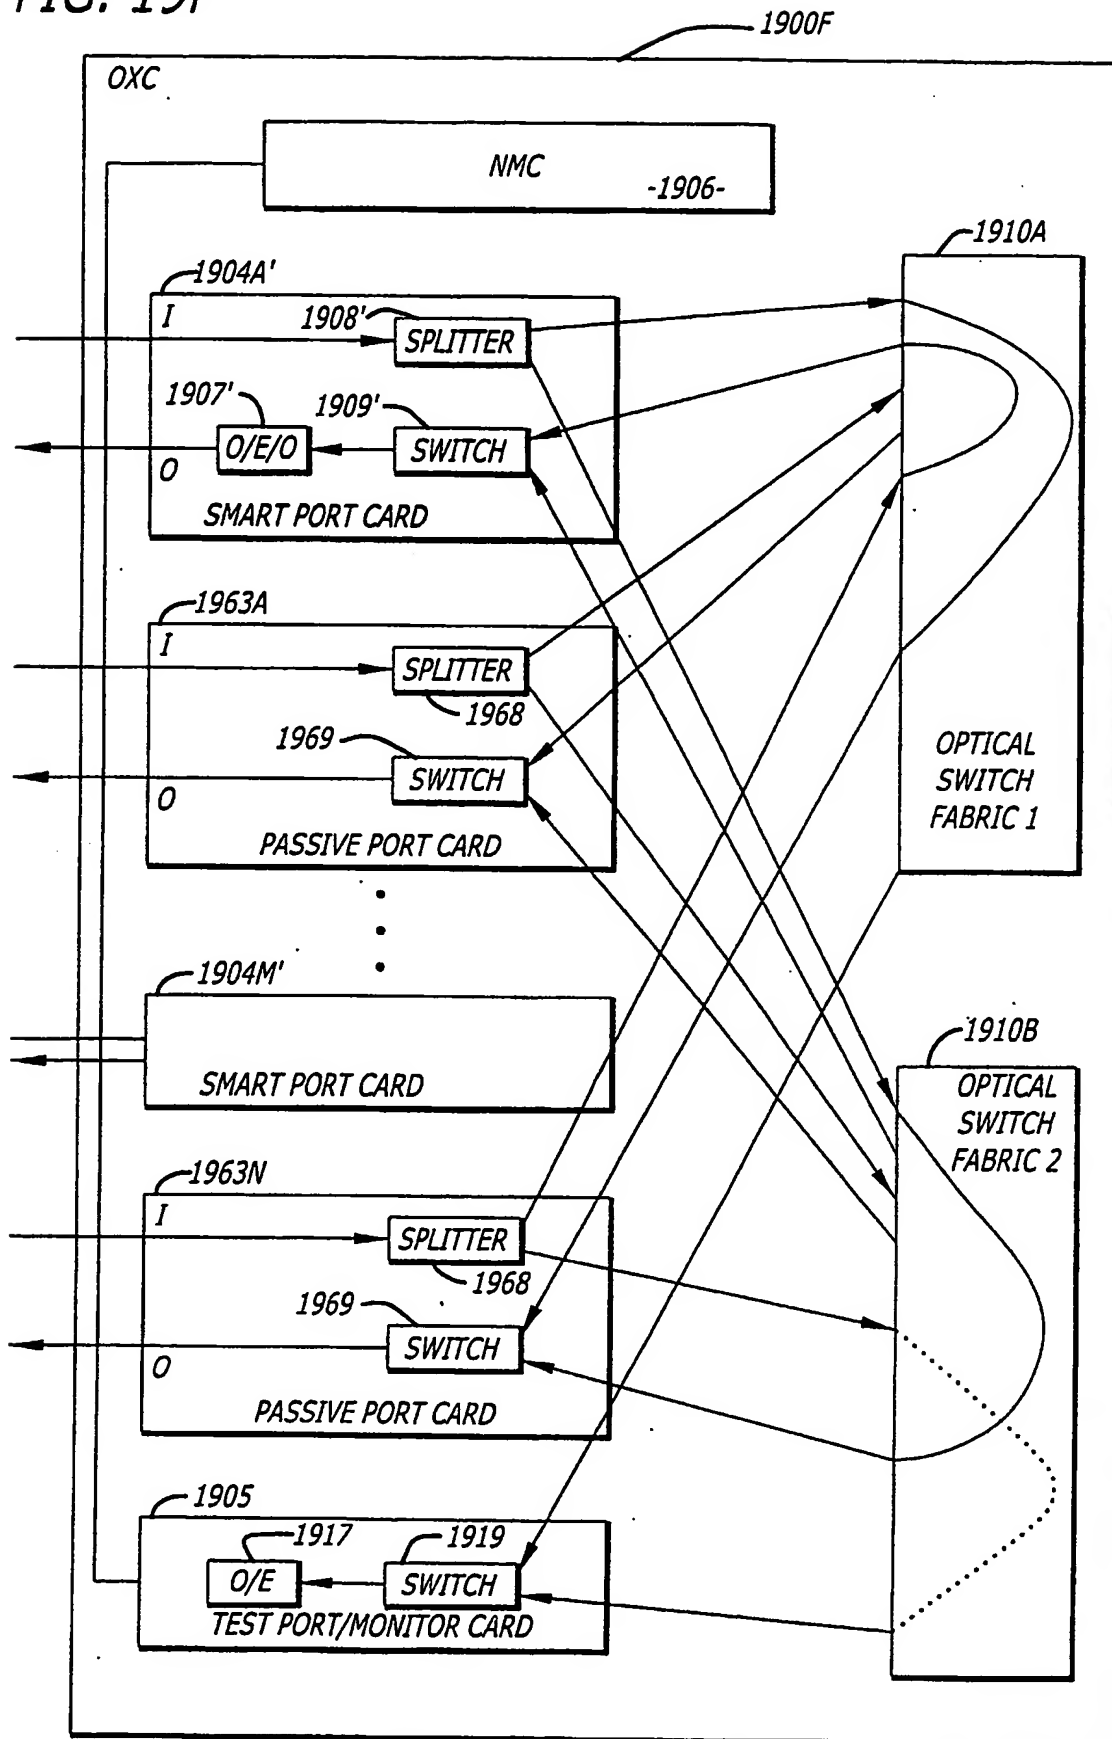 FIG. 19F
1900F
OXC
NMC
-1906-
1910A
1904A'
I
1908'
SPLITTER
1907'
1909'
O/E/O
SWITCH
O
SMART PORT CARD
1963A
I
SPLITTER
1968
1969
SWITCH
O
PASSIVE PORT CARD
OPTICAL
SWITCH
FABRIC 1
1904M'
SMART PORT CARD
1910B
OPTICAL
SWITCH
FABRIC 2
1963N
I
SPLITTER
1968
1969
SWITCH
O
PASSIVE PORT CARD
1905
1917
1919
O/E
SWITCH
TEST PORT/MONITOR CARD